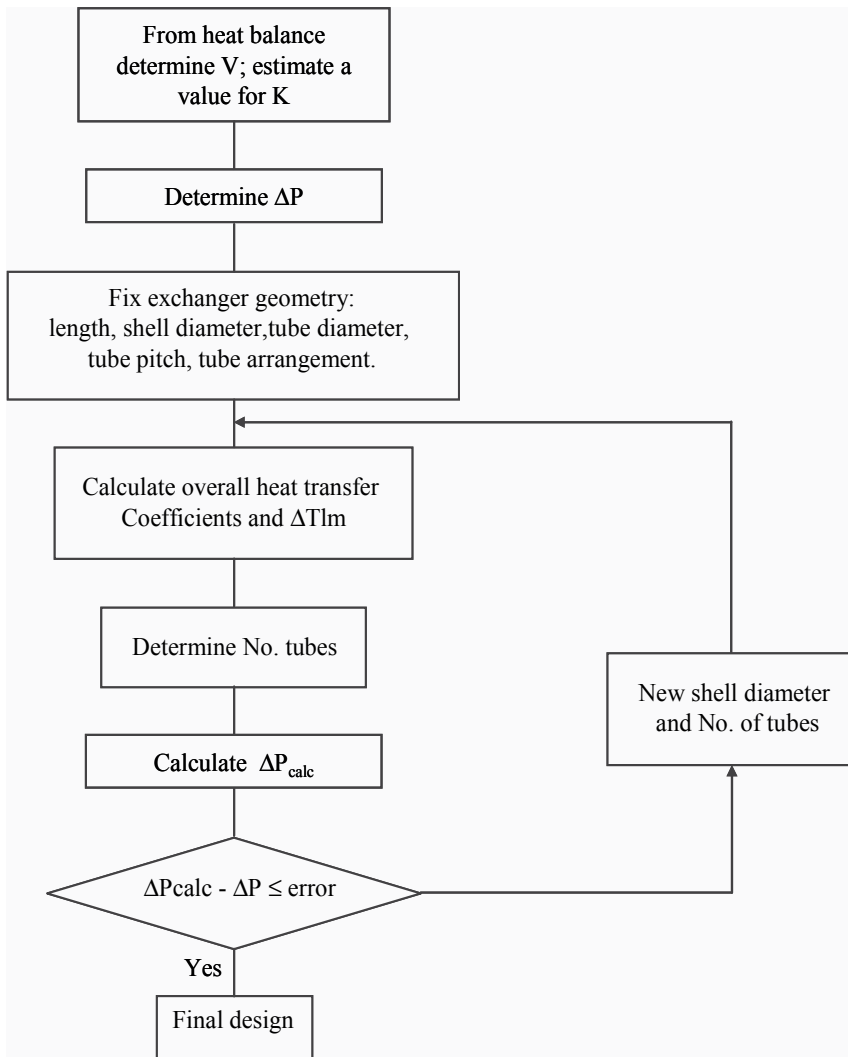 From heat balance
determine V; estimate a
value for K
Determine ΔP
Fix exchanger geometry:
length, shell diameter,tube diameter,
tube pitch, tube arrangement.
Calculate overall heat transfer
Coefficients and ΔTlm
Determine No. tubes
New shell diameter
and No. of tubes
Calculate ΔPcalc
ΔPcalc - ΔP ≤ error
Yes
Final design